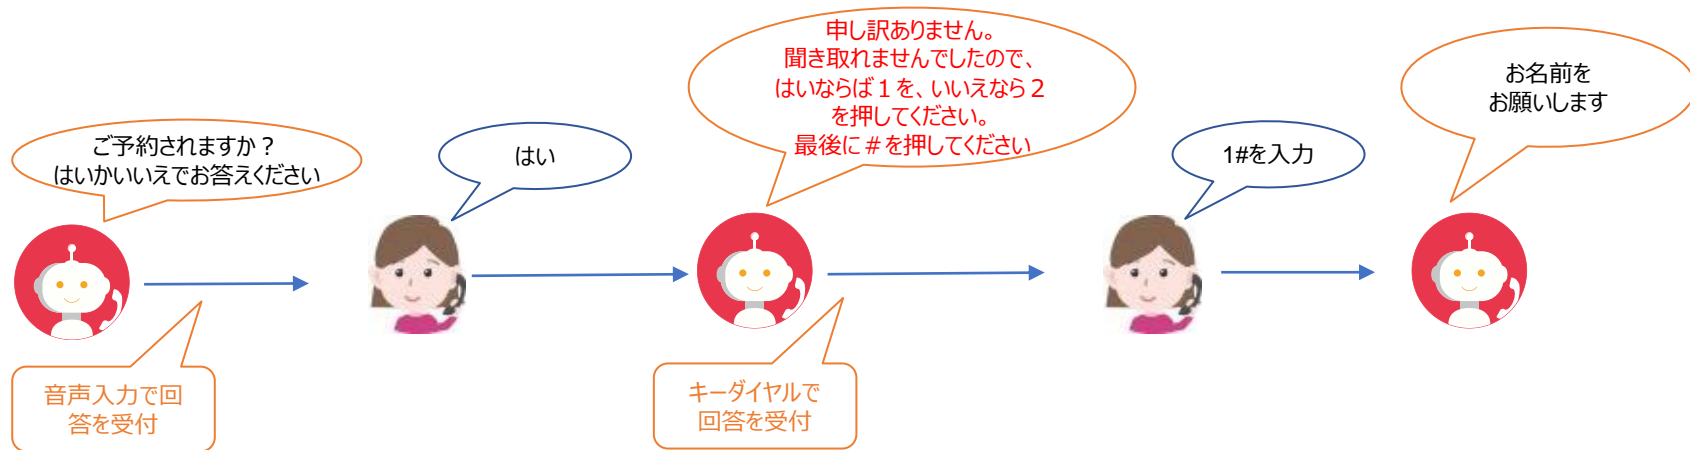 ご予約されますか？
はいかいいえでお答えください
音声入力で回
答を受付
はい
申し訳ありません。
聞き取れませんでしたので、
はいならば１を、いいえなら２
を押してください。
最後に＃を押してください
キーダイヤルで
回答を受付
1#を入力
お名前を
お願いします